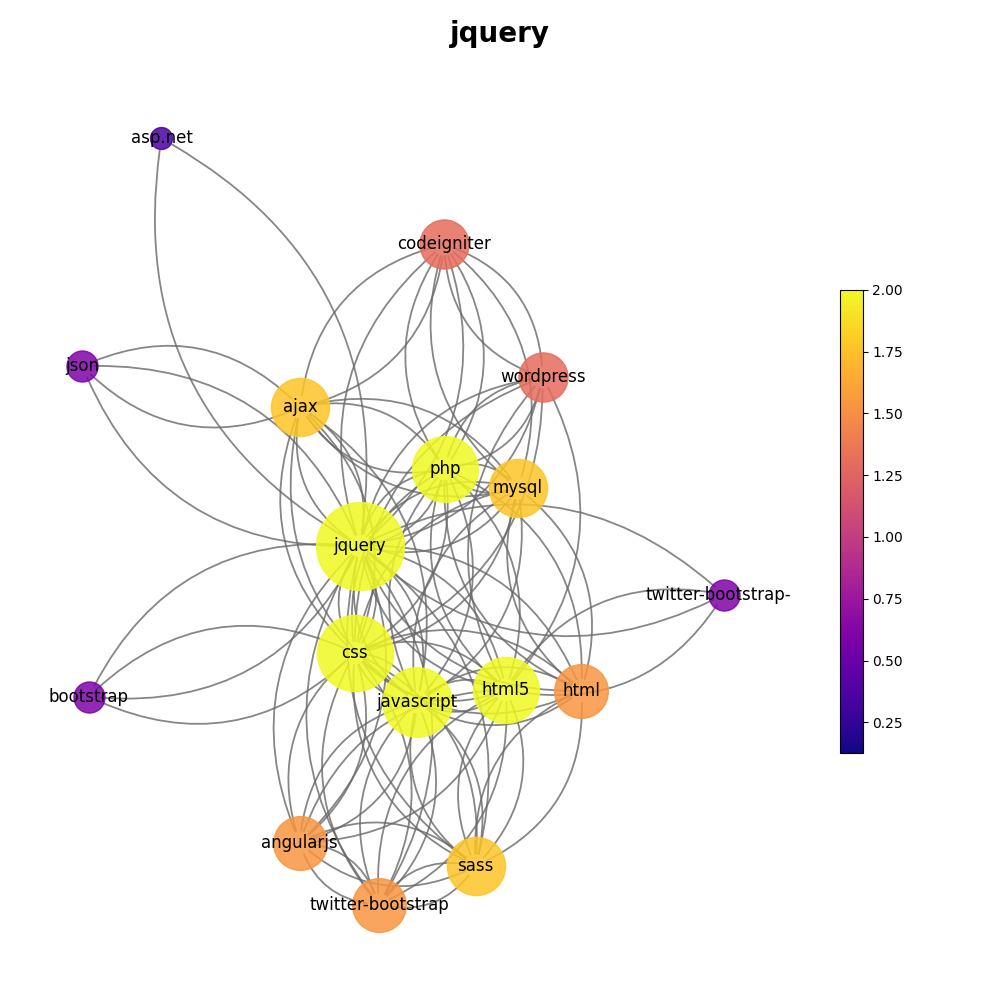 jquery
asp.net
codeigniter
json
wordpress
ajax
php
mysql
jquery
twitter-bootstrap-
css
html5
html
bootstrap
javascript
angularjs
sass
twitter-bootstrap
2.00
1.75
1.50
1.25
1.00
0.75
0.50
0.25